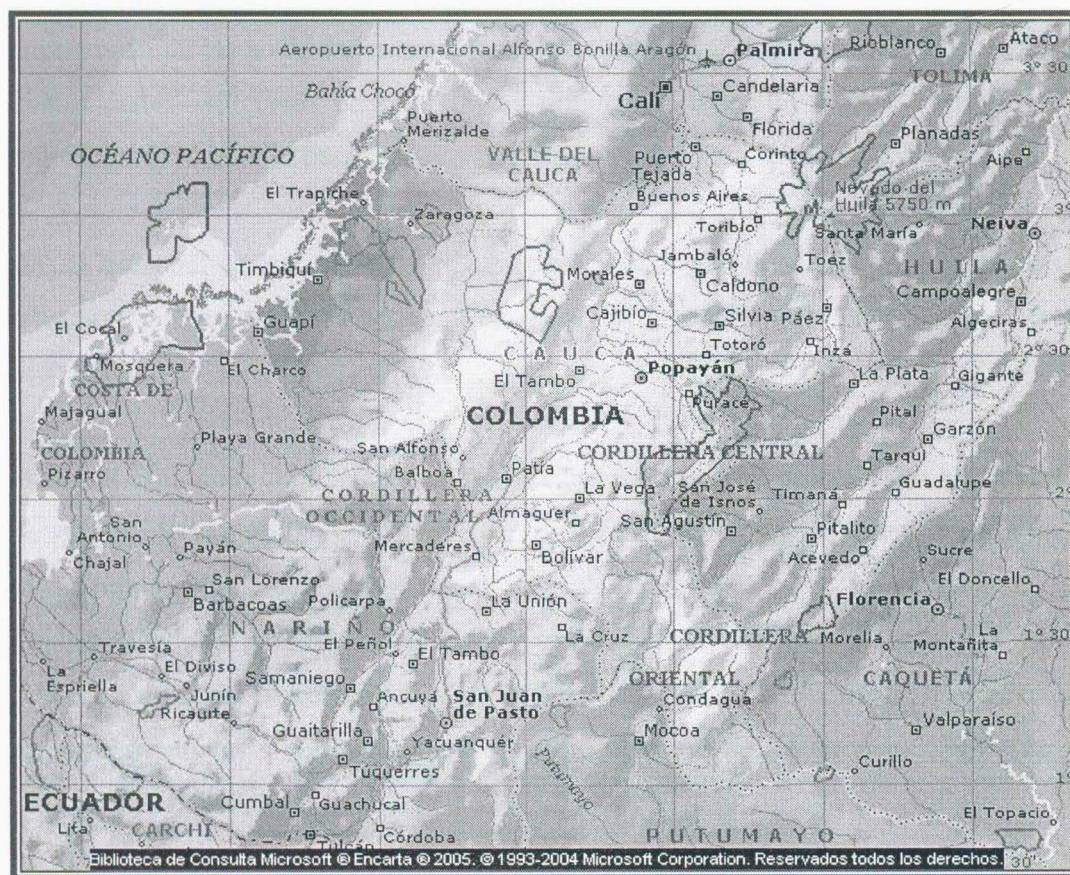 Aeropuerto Internacional Alfonso Bonilla Aragón
Palmira
Rioblanco
Ataco
3° 30
TOLIMA
Bahía Chocó
Cali
Candelaria
Puerto
Merizalde
Florida
Planadas
OCÉANO PACÍFICO
VALLE DEL
CAUCA
Puerto
Tejada
Corinto
Aipe
El Trapiche
Buenos Aires
Nevado del
Huila 5750 m
3°
Zaragoza
Toribío
Santa María
Neiva
Timbiquí
Morales
Jambaló
Toez
HUILA
Caldono
Campoalegre
El Cocal
Guapí
Cajibío
Silvia
Páez
Algeciras
Mosquera
El Charco
CAUCA
Totoró
Inzá
2° 30
COSTA DE
El Tambo
Popayán
La Plata
Gigante
Majagual
COLOMBIA
Puracé
Pital
Playa Grande
San Alfonso
CORDILLERA CENTRAL
Garzón
COLOMBIA
Tarqui
Pizarro
Balboa
Patía
CORDILLERA
OCCIDENTAL
La Vega
San José
de Isnos
Timaná
Guadalupe
2°
San
Antonio
Almaguer
San Agustín
Pitalito
Chajal
Payán
Mercaderes
Bolívar
Acevedo
Sucre
San Lorenzo
El Doncello
Barbacoas
Policarpa
La Unión
Florencia
NARIÑO
La Cruz
CORDILLERA
Morelia
La
Montañita
1° 30
Travesía
El Peñol
El Tambo
La
Espriella
El Diviso
Samaniego
ORIENTAL
CAQUETÁ
Junín
Ancuyá
San Juan
de Pasto
Condagua
Ricaurte
Guaitarilla
Mocoa
Valparaíso
Yacuanquér
Túquerres
Putumayo
Curillo
1°
ECUADOR
Cumbal
Guachucal
El Topacio
Lita
CARCHI
Tulcán
Córdoba
PUTUMAYO
Biblioteca de Consulta Microsoft ® Encarta ® 2005. © 1993-2004 Microsoft Corporation. Reservados todos los derechos.
30"